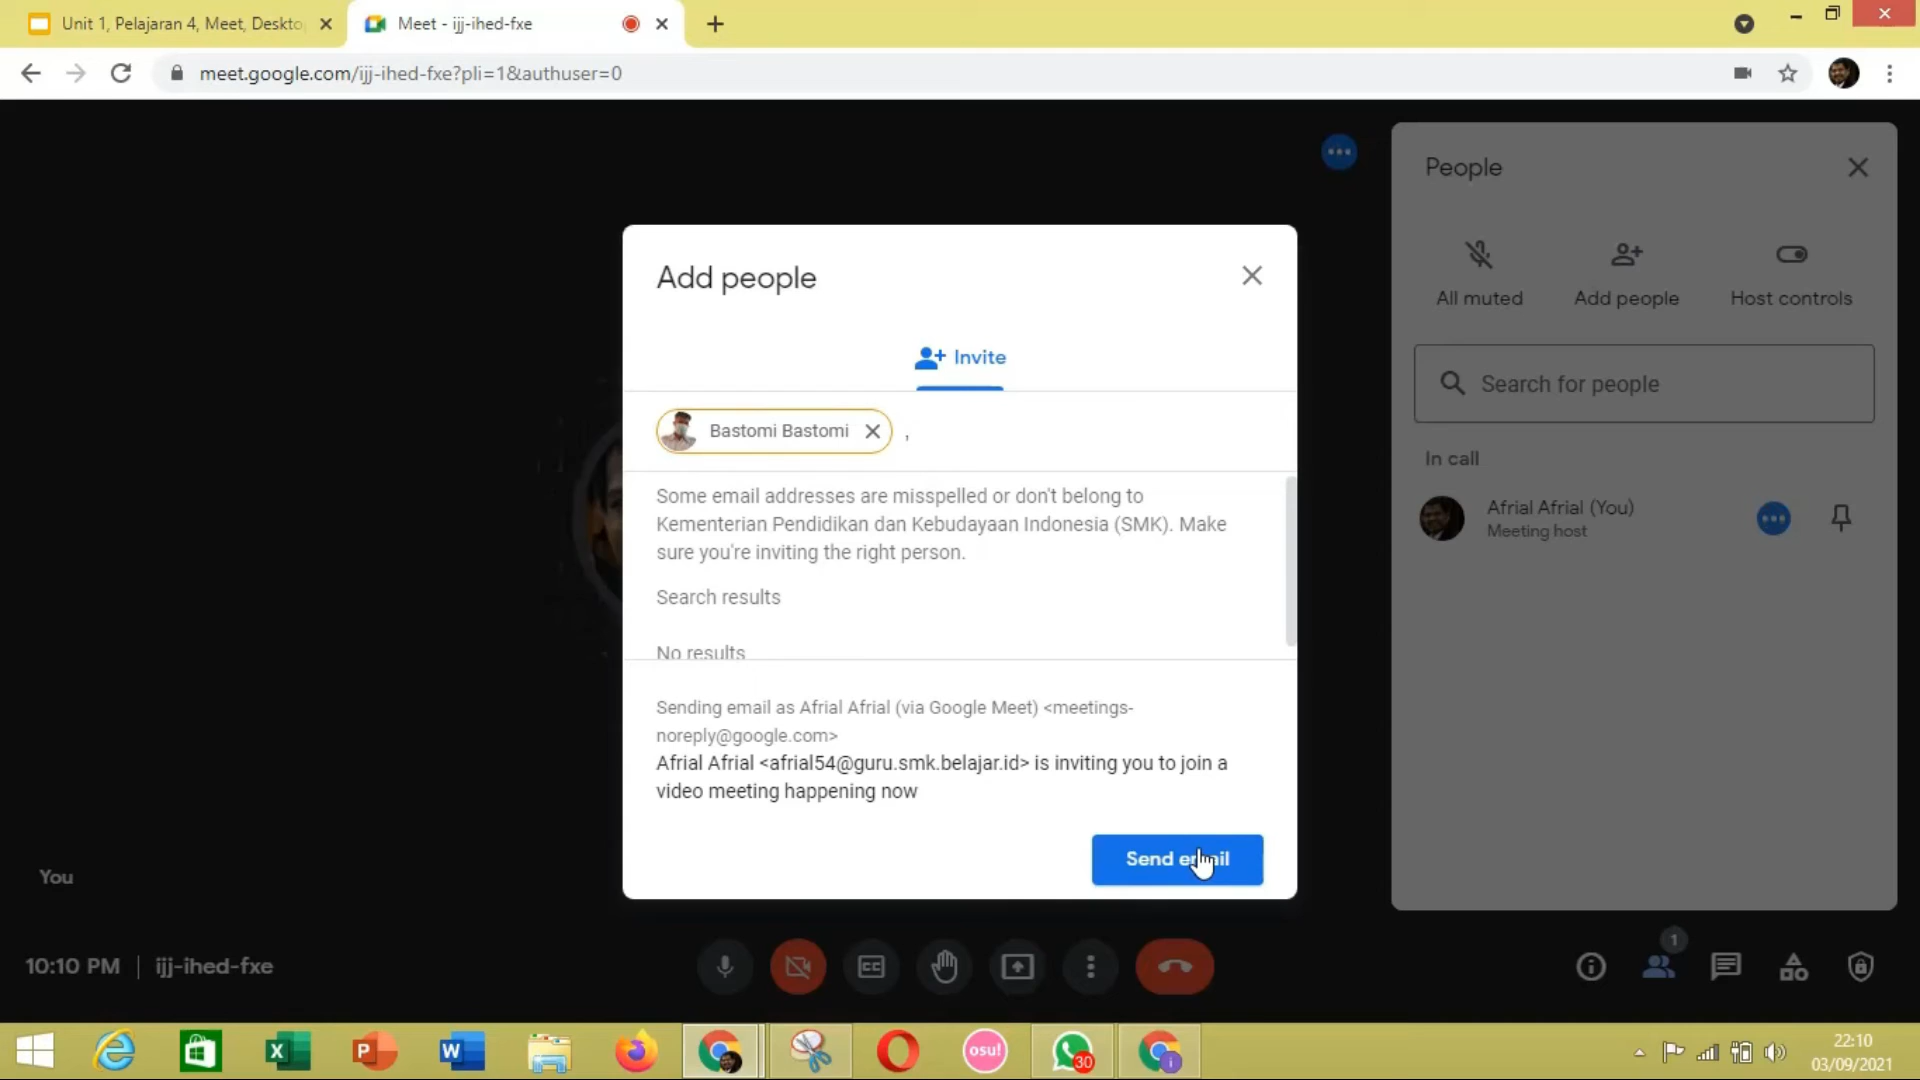 Unit 1, Pelajaran 4, Meet, Deskto
Meet - ijj-ihed-fxe
meet.google.com/ijj-ihed-fxe?pli=1&authuser=0
People
All muted
Add people
Host controls
Search for people
In call
Afrial Afrial (You)
Meeting host
Add people
Invite
Bastomi Bastomi
,
Some email addresses are misspelled or don't belong to
Kementerian Pendidikan dan Kebudayaan Indonesia (SMK). Make
sure you're inviting the right person.
Search results
No results
Sending email as Afrial Afrial (via Google Meet) <meetings-
noreply@google.com>
Afrial Afrial <afrial54@guru.smk.belajar.id> is inviting you to join a
video meeting happening now
Send email
You
10:10 PM | ijj-ihed-fxe
CC
1
osu!
30
22:10
03/09/2021